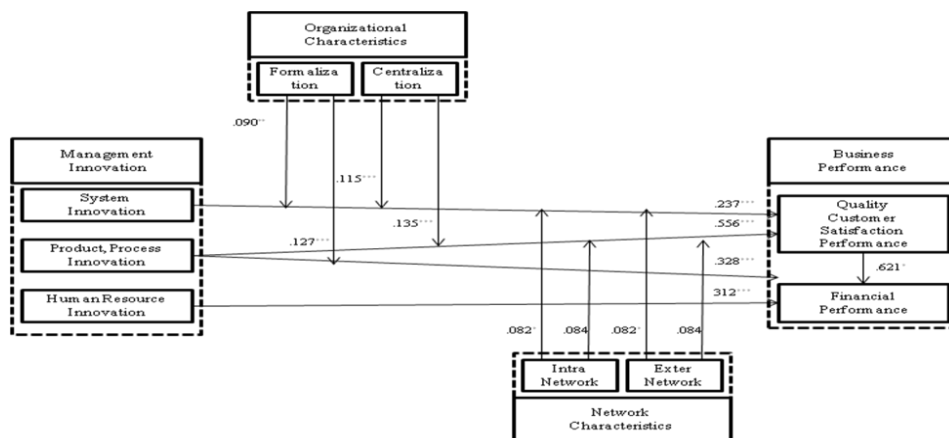 Organizational
Characteristics
Formaliza
tion
Centraliza
tion
.090**
Management
Innovation
Business
Performance
.115***
System
Innovation
.237***
Quality
Customer
Satisfaction
Performance
.135***
.556***
.127***
Product, Process
Innovation
.328***
.621*
Human Resource
Innovation
312***
Financial
Performance
.082*
.084
.082*
.084
Intra
Network
Exter
Network
Network
Characteristics